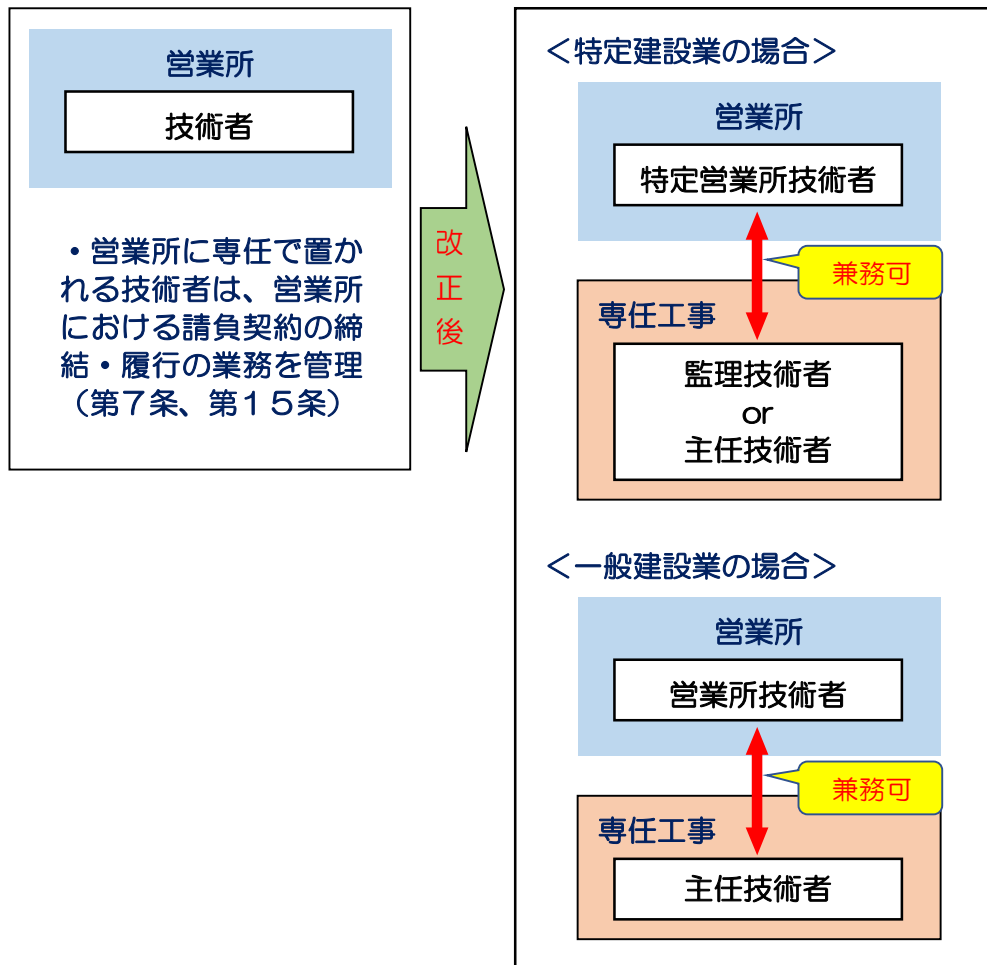 営業所
技術者
・営業所に専任で置か
れる技術者は、営業所
における請負契約の締
結・履行の業務を管理
（第７条、第１５条）
改
正
後
＜特定建設業の場合＞
営業所
特定営業所技術者
兼務可
専任工事
監理技術者
or
主任技術者
＜一般建設業の場合＞
営業所
営業所技術者
兼務可
専任工事
主任技術者